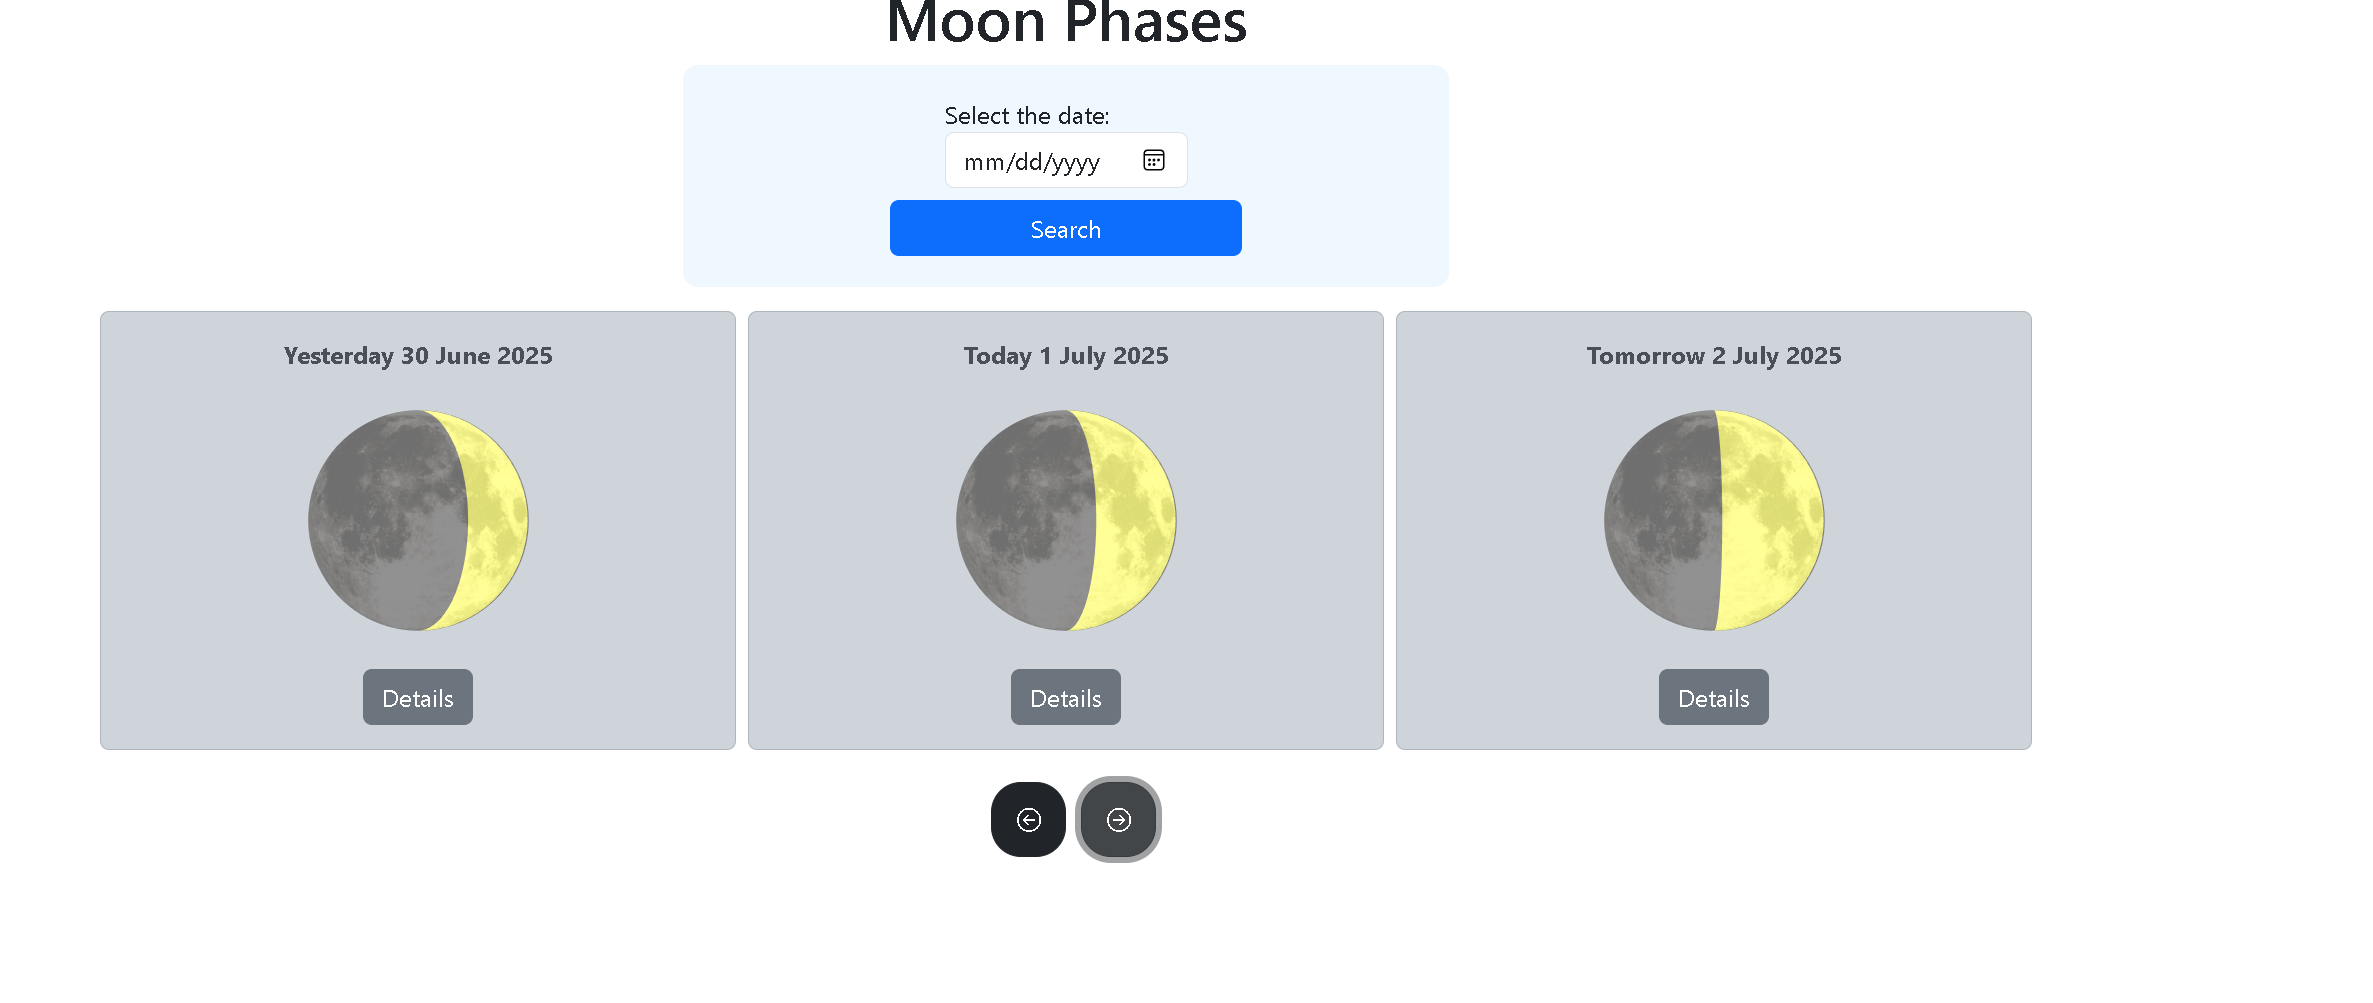 Moon Phases
Select the date:
mm/dd/yyyy
Search
Yesterday 30 June 2025
Today 1 July 2025
Tomorrow 2 July 2025
Details
Details
Details